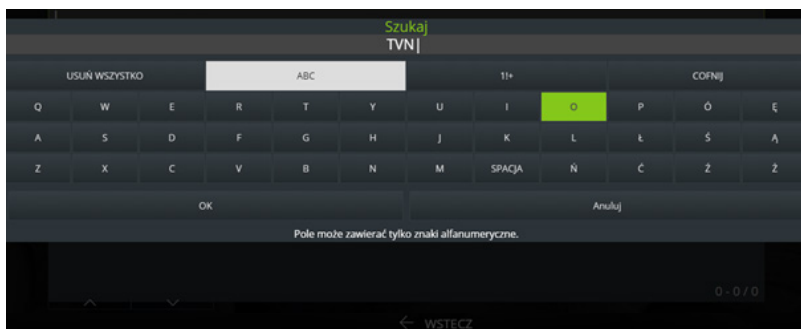 Szukaj
TVN|
USUŃ WSZYSTKO ABC 1!+ COFNIJ
Q W E R T Y U I O P Ó Ę
A S D F G H J K L Ł Ś Ą
Z X C V B N M SPACJA Ń Ć Ź Ż
OK Anuluj
Pole może zawierać tylko znaki alfanumeryczne.
0 - 0 / 0
← WSTECZ